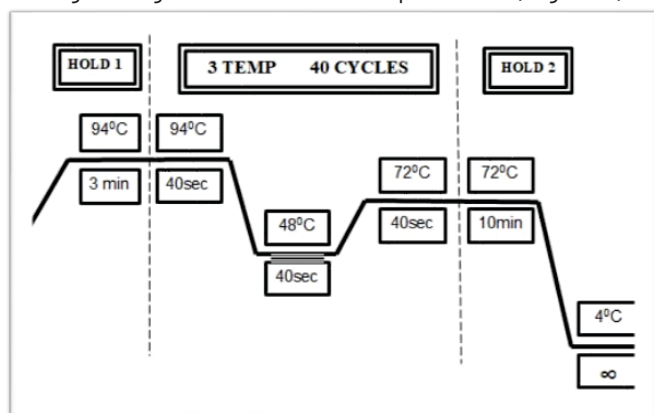 HOLD 1
3 TEMP 40 CYCLES
HOLD 2
94⁰C
3 min
94⁰C
40sec
48⁰C
40sec
72⁰C
40sec
72⁰C
10min
4⁰C
∞